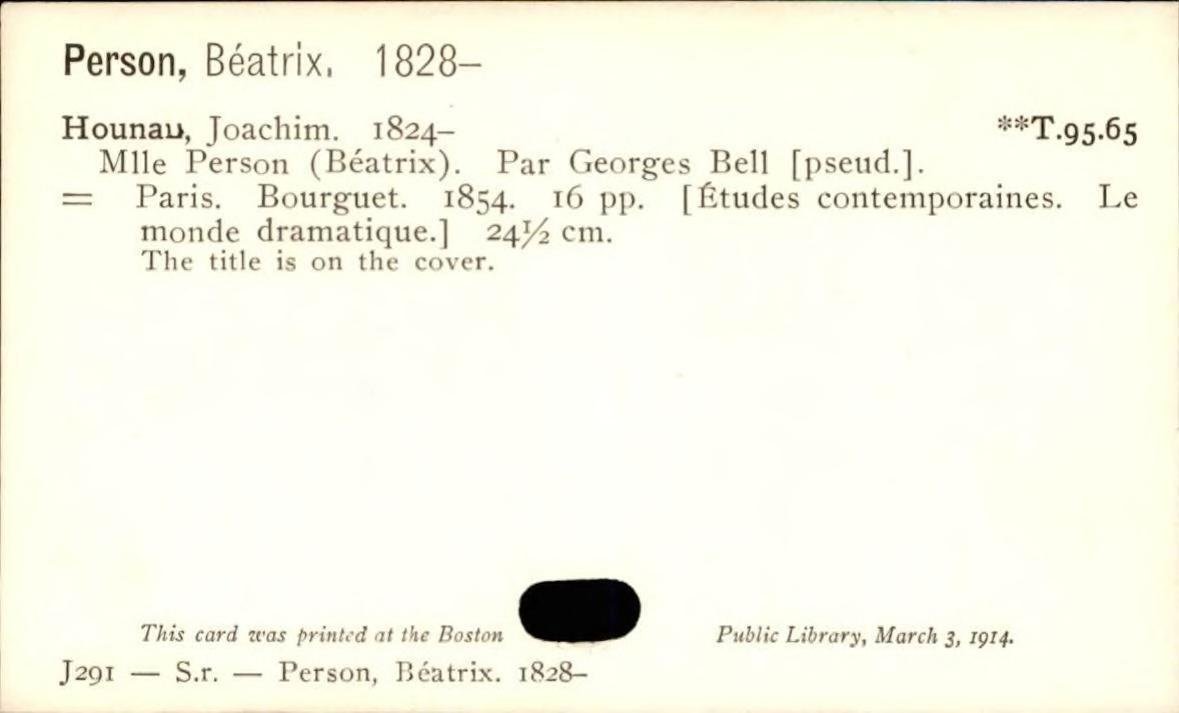 Person, Béatrix. 1828–
Hounau, Joachim. 1824– **T.95.65
Mlle Person (Béatrix). Par Georges Bell [pseud.].
= Paris. Bourguet. 1854. 16 pp. [Études contemporaines. Le
monde dramatique.] 24½ cm.
The title is on the cover.
This card was printed at the Boston Public Library, March 3, 1914.
J291 — S.r. — Person, Béatrix. 1828–